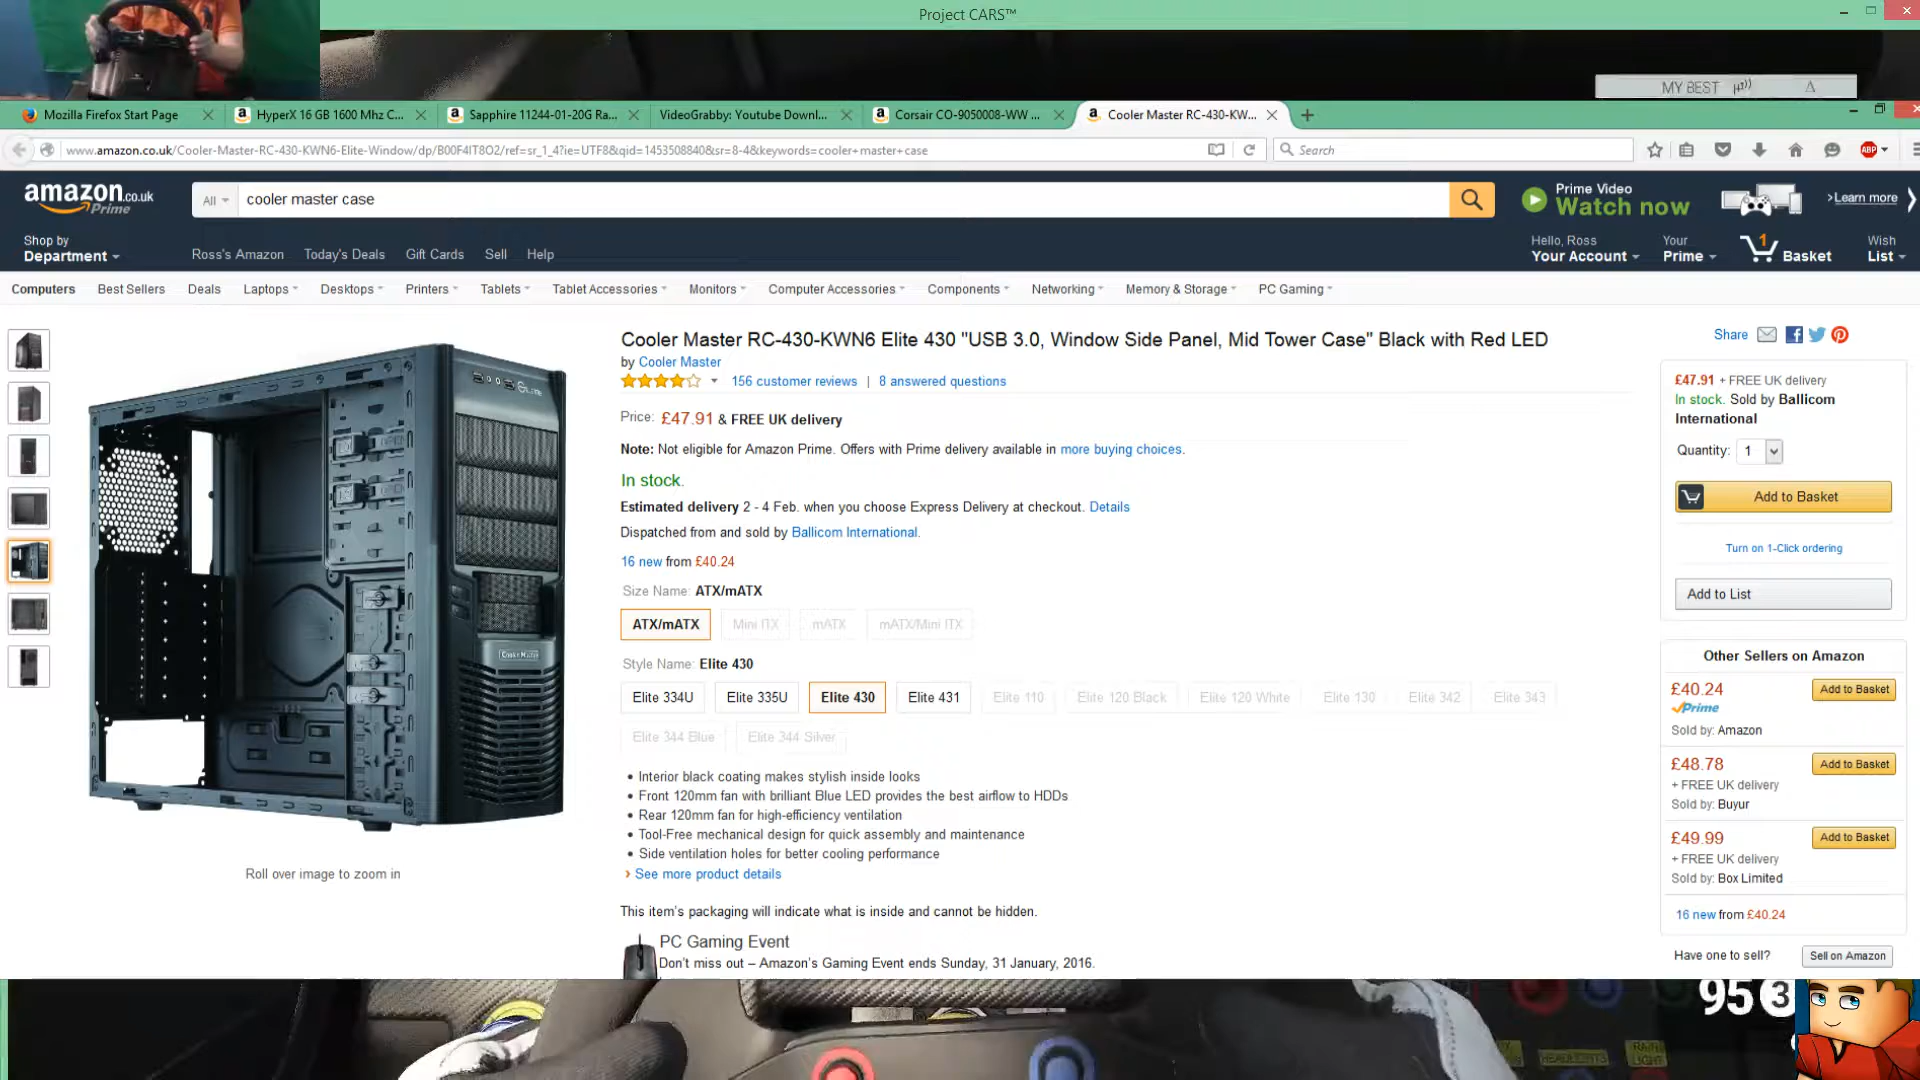 Project CARS™
MY BEST
Mozilla Firefox Start Page
HyperX 16 GB 1600 Mhz C...
Sapphire 11244-01-20G Ra...
VideoGrabby: Youtube Downl...
Corsair CO-9050008-WW ...
Cooler Master RC-430-KW...
www.amazon.co.uk/Cooler-Master-RC-430-KWN6-Elite-Window/dp/B00F4IT8O2/ref=sr_1_4?ie=UTF8&qid=1453508840&sr=8-4&keywords=cooler+master+case
Search
ABP
amazon.co.uk
Prime
All
cooler master case
Prime Video
Watch now
›Learn more
Shop by
Department
Ross's Amazon
Today's Deals
Gift Cards
Sell
Help
Hello, Ross
Your Account
Your
Prime
1
Basket
Wish
List
Computers
Best Sellers
Deals
Laptops
Desktops
Printers
Tablets
Tablet Accessories
Monitors
Computer Accessories
Components
Networking
Memory & Storage
PC Gaming
Cooler Master RC-430-KWN6 Elite 430 "USB 3.0, Window Side Panel, Mid Tower Case" Black with Red LED
by Cooler Master
156 customer reviews | 8 answered questions
Price: £47.91 & FREE UK delivery
Note: Not eligible for Amazon Prime. Offers with Prime delivery available in more buying choices.
In stock.
Estimated delivery 2 - 4 Feb. when you choose Express Delivery at checkout. Details
Dispatched from and sold by Ballicom International.
16 new from £40.24
Size Name: ATX/mATX
ATX/mATX
Mini ITX
mATX
mATX/Mini ITX
Style Name: Elite 430
Elite 334U
Elite 335U
Elite 430
Elite 431
Elite 110
Elite 120 Black
Elite 120 White
Elite 130
Elite 342
Elite 343
Elite 344 Blue
Elite 344 Silver
• Interior black coating makes stylish inside looks
• Front 120mm fan with brilliant Blue LED provides the best airflow to HDDs
• Rear 120mm fan for high-efficiency ventilation
• Tool-Free mechanical design for quick assembly and maintenance
• Side ventilation holes for better cooling performance
› See more product details
This item's packaging will indicate what is inside and cannot be hidden.
PC Gaming Event
Don't miss out – Amazon's Gaming Event ends Sunday, 31 January, 2016.
ELITE
Cooler Master
Roll over image to zoom in
Share
£47.91 + FREE UK delivery
In stock. Sold by Ballicom
International
Quantity: 1
Add to Basket
Turn on 1-Click ordering
Add to List
Other Sellers on Amazon
£40.24
Add to Basket
Prime
Sold by: Amazon
£48.78
Add to Basket
+ FREE UK delivery
Sold by: Buyur
£49.99
Add to Basket
+ FREE UK delivery
Sold by: Box Limited
16 new from £40.24
Have one to sell?
Sell on Amazon
95
3
HEADLIGHTS
RAIN
LIGHT